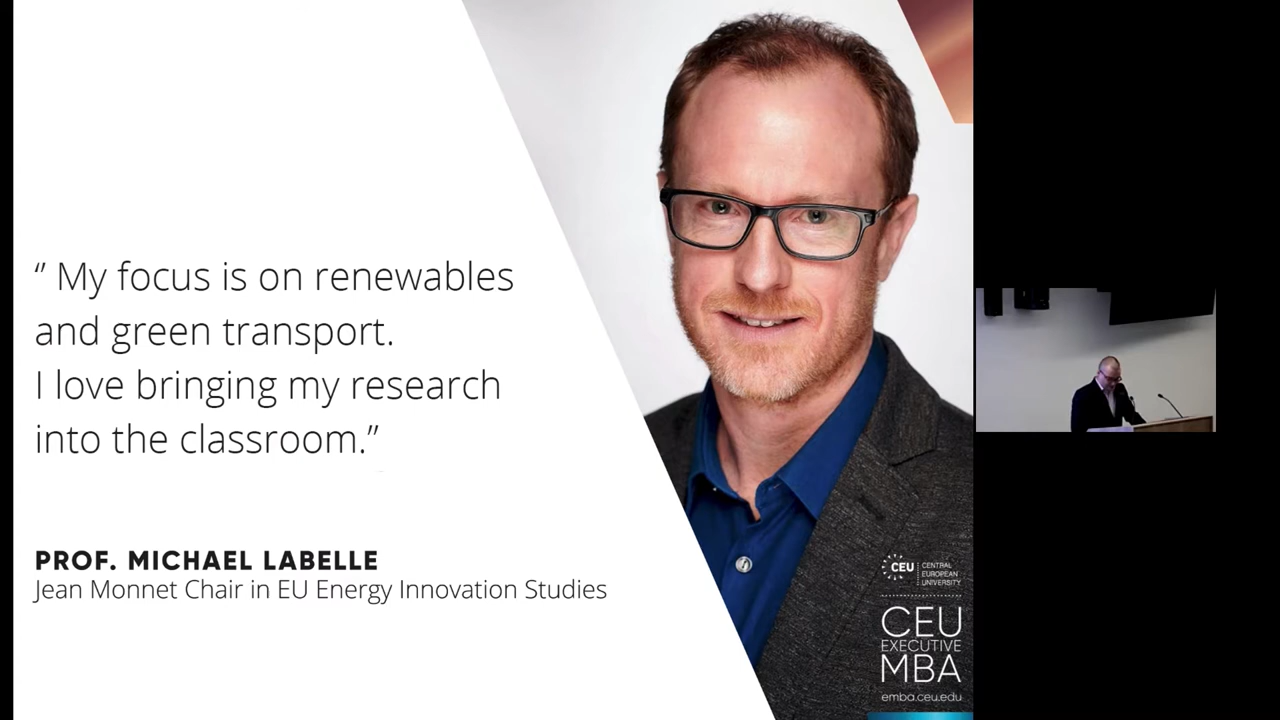 ” My focus is on renewables
and green transport.
I love bringing my research
into the classroom.”
PROF. MICHAEL LABELLE
Jean Monnet Chair in EU Energy Innovation Studies
CEU
CENTRAL
EUROPEAN
UNIVERSITY
CEU
EXECUTIVE
MBA
emba.ceu.edu